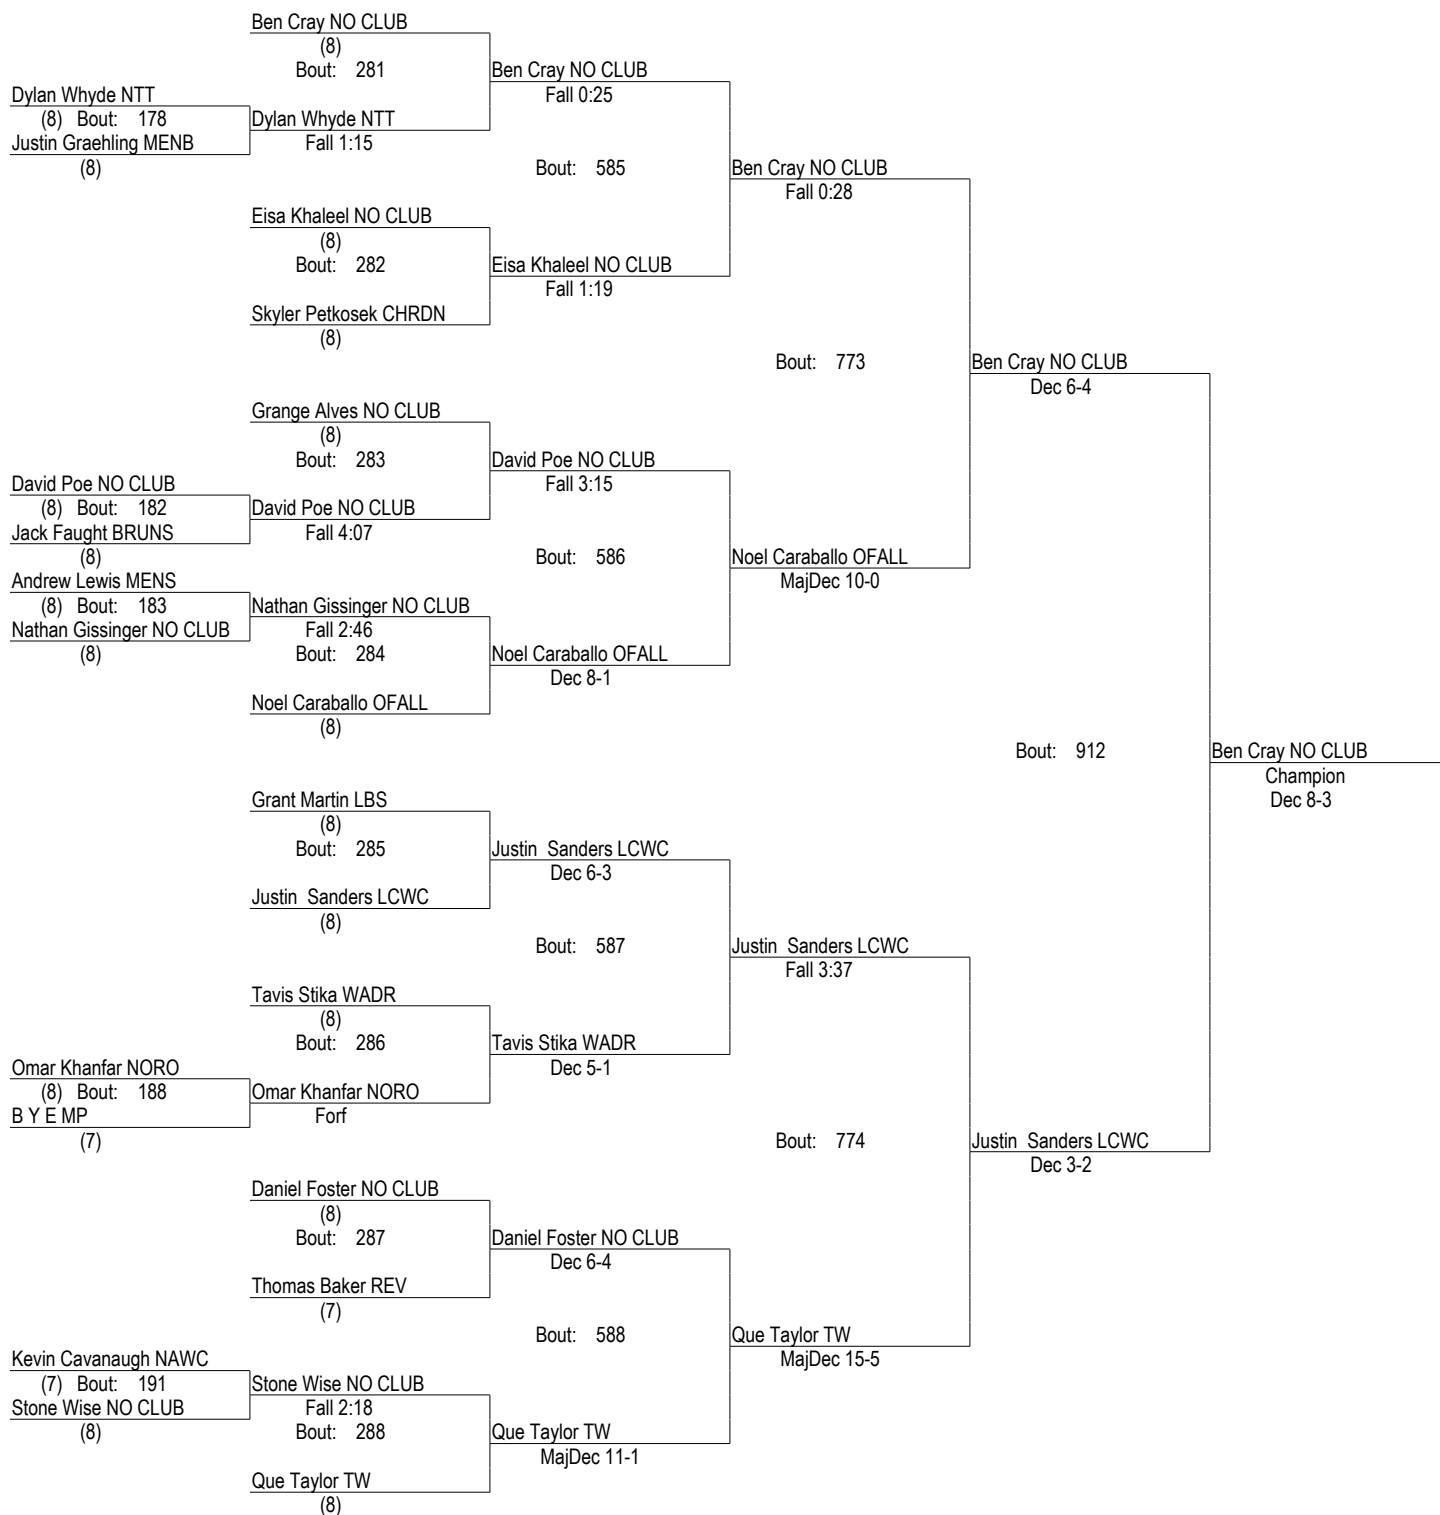 Ben Cray NO CLUB
(8)
Bout: 281
Ben Cray NO CLUB
Fall 0:25
Dylan Whyde NTT
(8) Bout: 178
Dylan Whyde NTT
Fall 1:15
Justin Graehling MENB
(8)
Bout: 585
Ben Cray NO CLUB
Fall 0:28
Eisa Khaleel NO CLUB
(8)
Bout: 282
Eisa Khaleel NO CLUB
Fall 1:19
Skyler Petkosek CHRDN
(8)
Bout: 773
Ben Cray NO CLUB
Dec 6-4
Grange Alves NO CLUB
(8)
Bout: 283
David Poe NO CLUB
Fall 3:15
David Poe NO CLUB
(8) Bout: 182
David Poe NO CLUB
Fall 4:07
Jack Faught BRUNS
(8)
Bout: 586
Noel Caraballo OFALL
MajDec 10-0
Andrew Lewis MENS
(8) Bout: 183
Nathan Gissinger NO CLUB
Fall 2:46
Nathan Gissinger NO CLUB
(8)
Bout: 284
Noel Caraballo OFALL
Dec 8-1
Noel Caraballo OFALL
(8)
Bout: 912
Ben Cray NO CLUB
Champion
Dec 8-3
Grant Martin LBS
(8)
Bout: 285
Justin Sanders LCWC
Dec 6-3
Justin Sanders LCWC
(8)
Bout: 587
Justin Sanders LCWC
Fall 3:37
Tavis Stika WADR
(8)
Bout: 286
Tavis Stika WADR
Dec 5-1
Omar Khanfar NORO
(8) Bout: 188
Omar Khanfar NORO
Forf
B Y E MP
(7)
Bout: 774
Justin Sanders LCWC
Dec 3-2
Daniel Foster NO CLUB
(8)
Bout: 287
Daniel Foster NO CLUB
Dec 6-4
Thomas Baker REV
(7)
Bout: 588
Que Taylor TW
MajDec 15-5
Kevin Cavanaugh NAWC
(7) Bout: 191
Stone Wise NO CLUB
Fall 2:18
Stone Wise NO CLUB
(8)
Bout: 288
Que Taylor TW
MajDec 11-1
Que Taylor TW
(8)